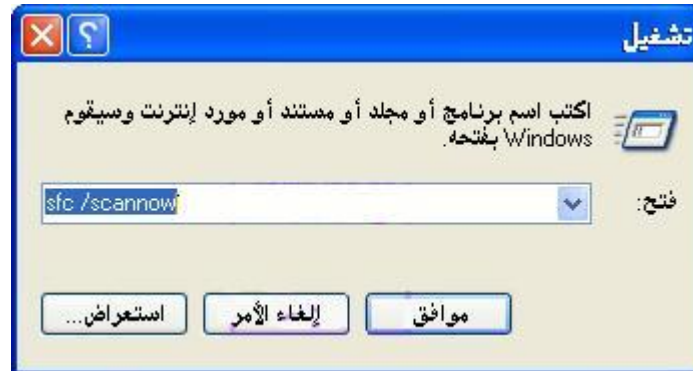 تشغيل
اكتب اسم برنامج أو مجلد أو مستند أو مورد إنترنت وسيقوم
Windows بفتحه.
فتح:
sfc /scannow
موافق
إلغاء الأمر
استعراض...